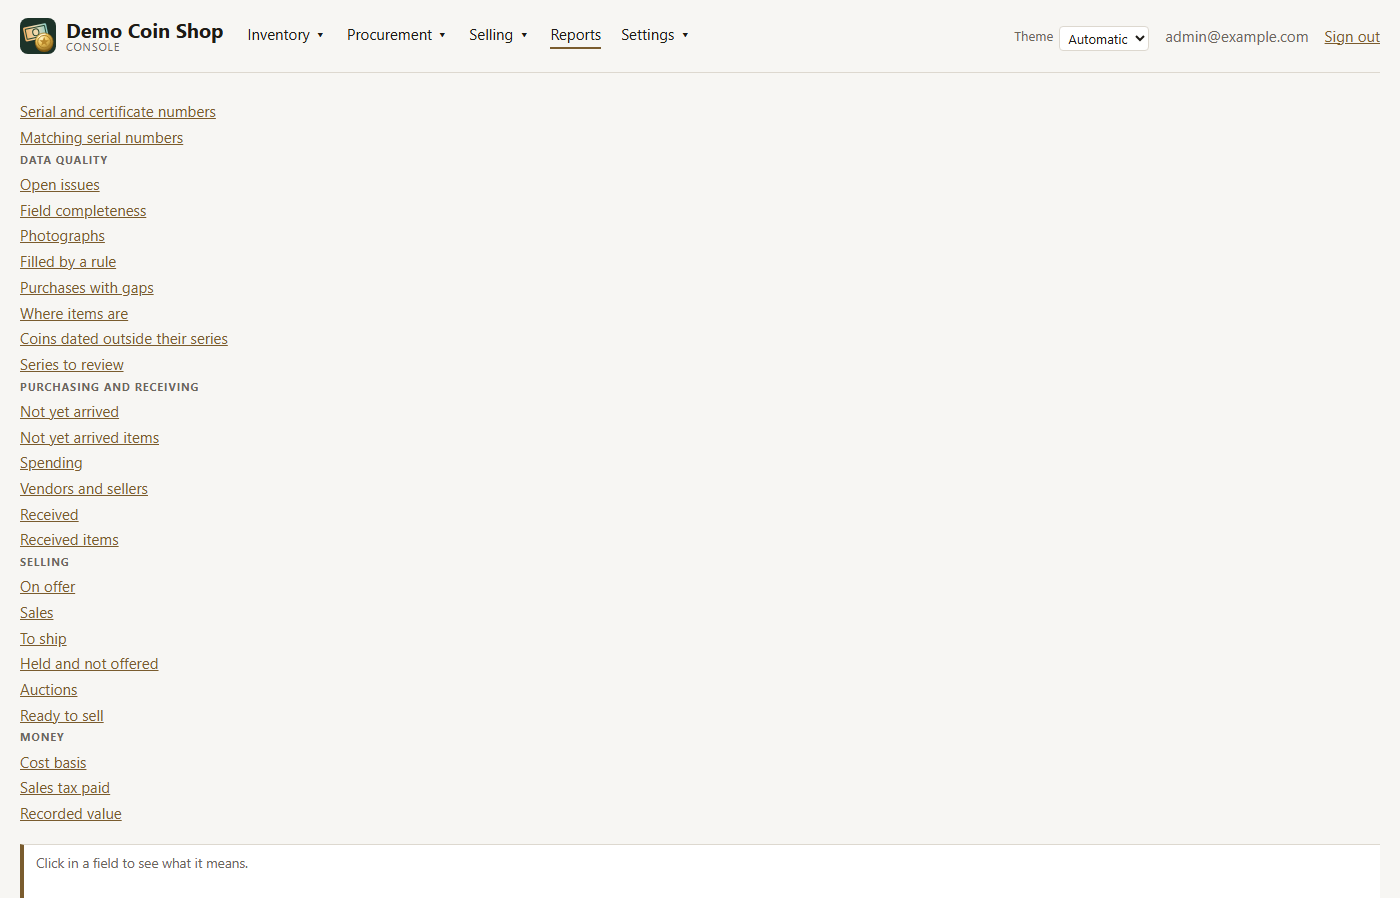 Demo Coin Shop
CONSOLE
Inventory ▼
Procurement ▼
Selling ▼
Reports
Settings ▼
Theme
Automatic
admin@example.com
Sign out
Serial and certificate numbers
Matching serial numbers
DATA QUALITY
Open issues
Field completeness
Photographs
Filled by a rule
Purchases with gaps
Where items are
Coins dated outside their series
Series to review
PURCHASING AND RECEIVING
Not yet arrived
Not yet arrived items
Spending
Vendors and sellers
Received
Received items
SELLING
On offer
Sales
To ship
Held and not offered
Auctions
Ready to sell
MONEY
Cost basis
Sales tax paid
Recorded value
Click in a field to see what it means.